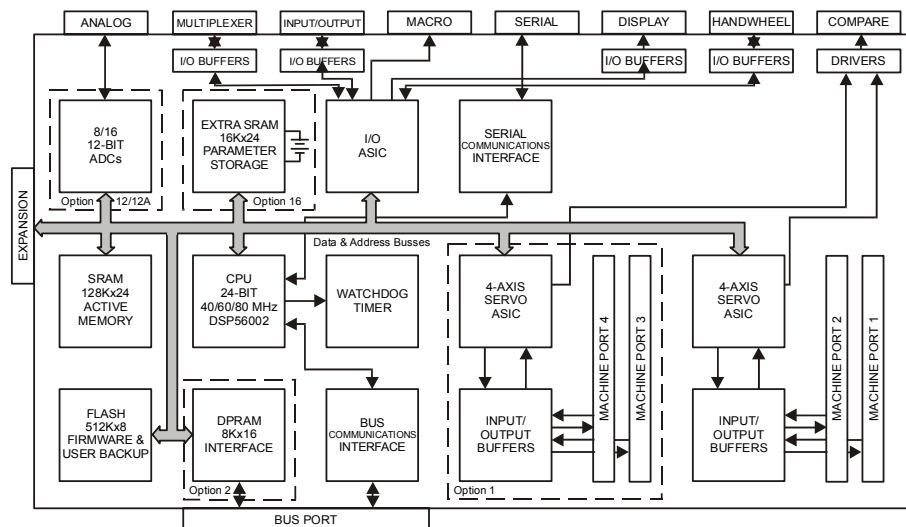 ANALOG
MULTIPLEXER
INPUT/OUTPUT
MACRO
SERIAL
DISPLAY
HANDWHEEL
COMPARE
I/O BUFFERS
I/O BUFFERS
I/O BUFFERS
I/O BUFFERS
DRIVERS
8/16
12-BIT
ADCs
Option 12/12A
EXTRA SRAM
16Kx24
PARAMETER
STORAGE
Option 16
I/O
ASIC
SERIAL
COMMUNICATIONS
INTERFACE
EXPANSION
Data & Address Busses
SRAM
128Kx24
ACTIVE
MEMORY
CPU
24-BIT
40/60/80 MHz
DSP56002
WATCHDOG
TIMER
4-AXIS
SERVO
ASIC
MACHINE PORT 4
MACHINE PORT 3
4-AXIS
SERVO
ASIC
MACHINE PORT 2
MACHINE PORT 1
FLASH
512Kx8
FIRMWARE &
USER BACKUP
DPRAM
8Kx16
INTERFACE
Option 2
BUS
COMMUNICATIONS
INTERFACE
INPUT/
OUTPUT
BUFFERS
Option 1
INPUT/
OUTPUT
BUFFERS
BUS PORT